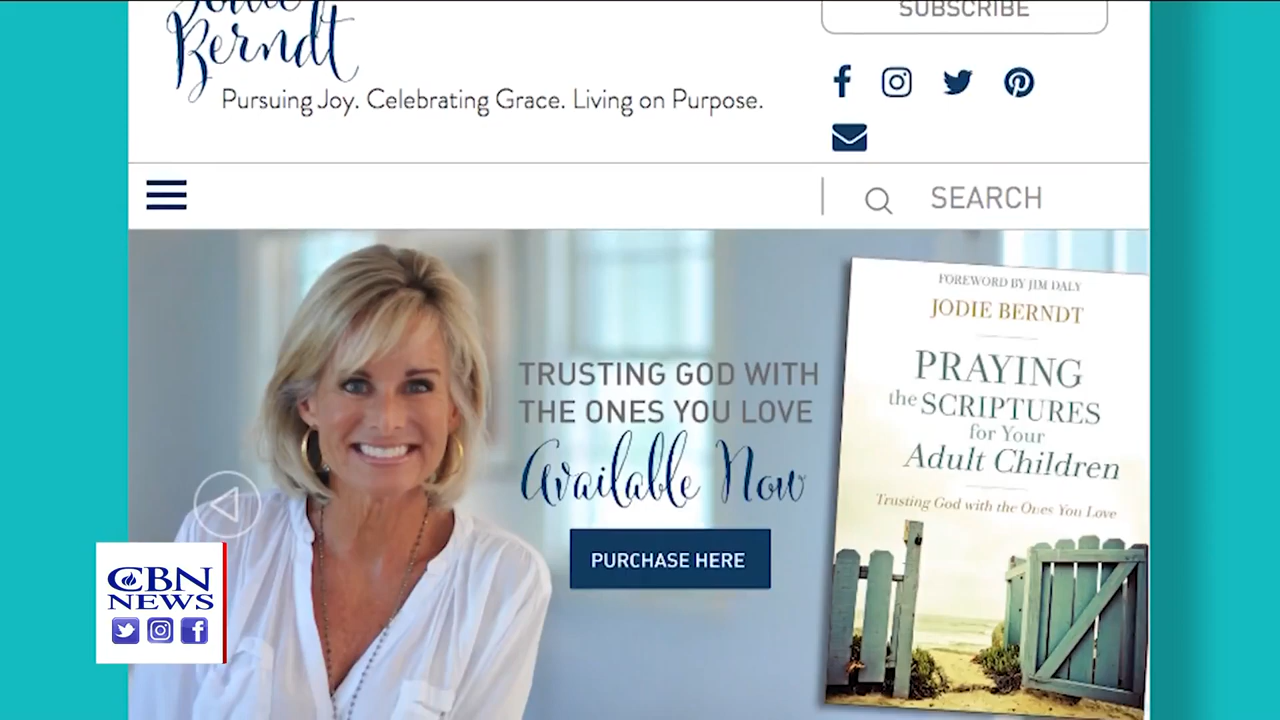 Jodie
Berndt
SUBSCRIBE
Pursuing Joy. Celebrating Grace. Living on Purpose.
SEARCH
FOREWORD BY JIM DALY
JODIE BERNDT
PRAYING
the SCRIPTURES
for Your
Adult Children
Trusting God with the Ones You Love
TRUSTING GOD WITH
THE ONES YOU LOVE
Available Now
PURCHASE HERE
CBN
NEWS